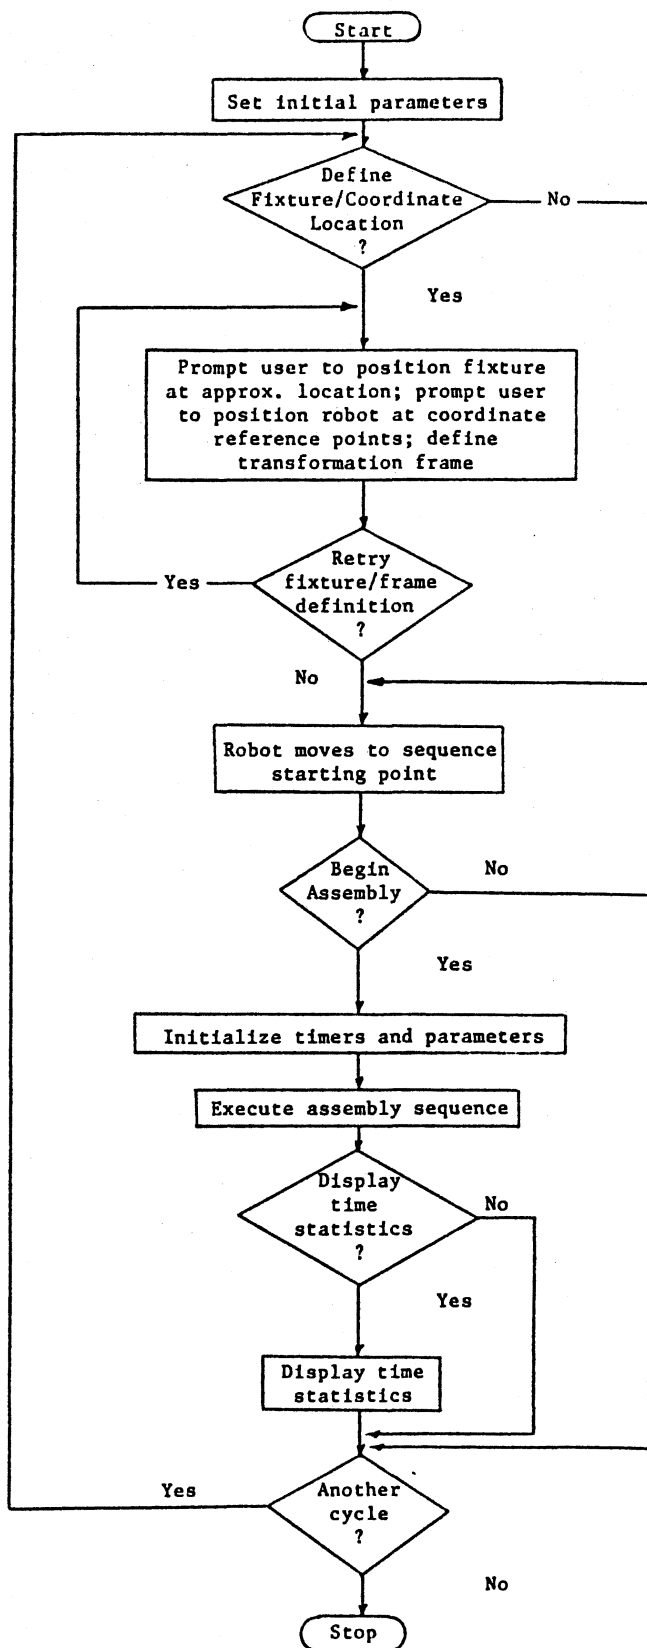 Start
Set initial parameters
Define
Fixture/Coordinate
Location
?
No
Yes
Prompt user to position fixture
at approx. location; prompt user
to position robot at coordinate
reference points; define
transformation frame
Retry
fixture/frame
definition
?
Yes
No
Robot moves to sequence
starting point
Begin
Assembly
?
No
Yes
Initialize timers and parameters
Execute assembly sequence
Display
time
statistics
?
No
Yes
Display time
statistics
Another
cycle
?
Yes
No
Stop